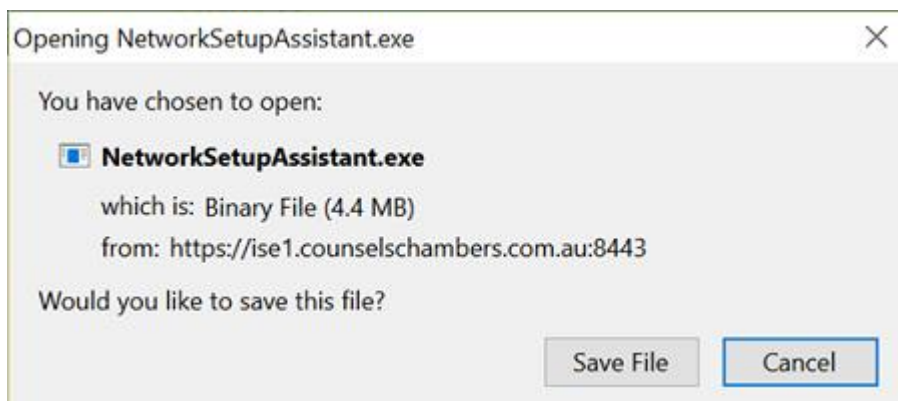 Opening NetworkSetupAssistant.exe
You have chosen to open:
NetworkSetupAssistant.exe
which is: Binary File (4.4 MB)
from: https://ise1.counselschambers.com.au:8443
Would you like to save this file?
Save File Cancel